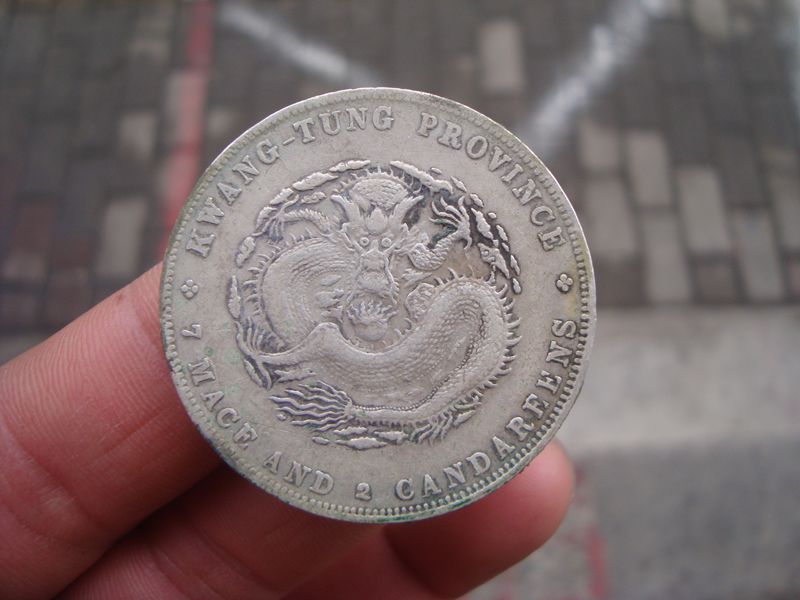 KWANG-TUNG PROVINCE
7 MACE AND 2 CANDAREENS